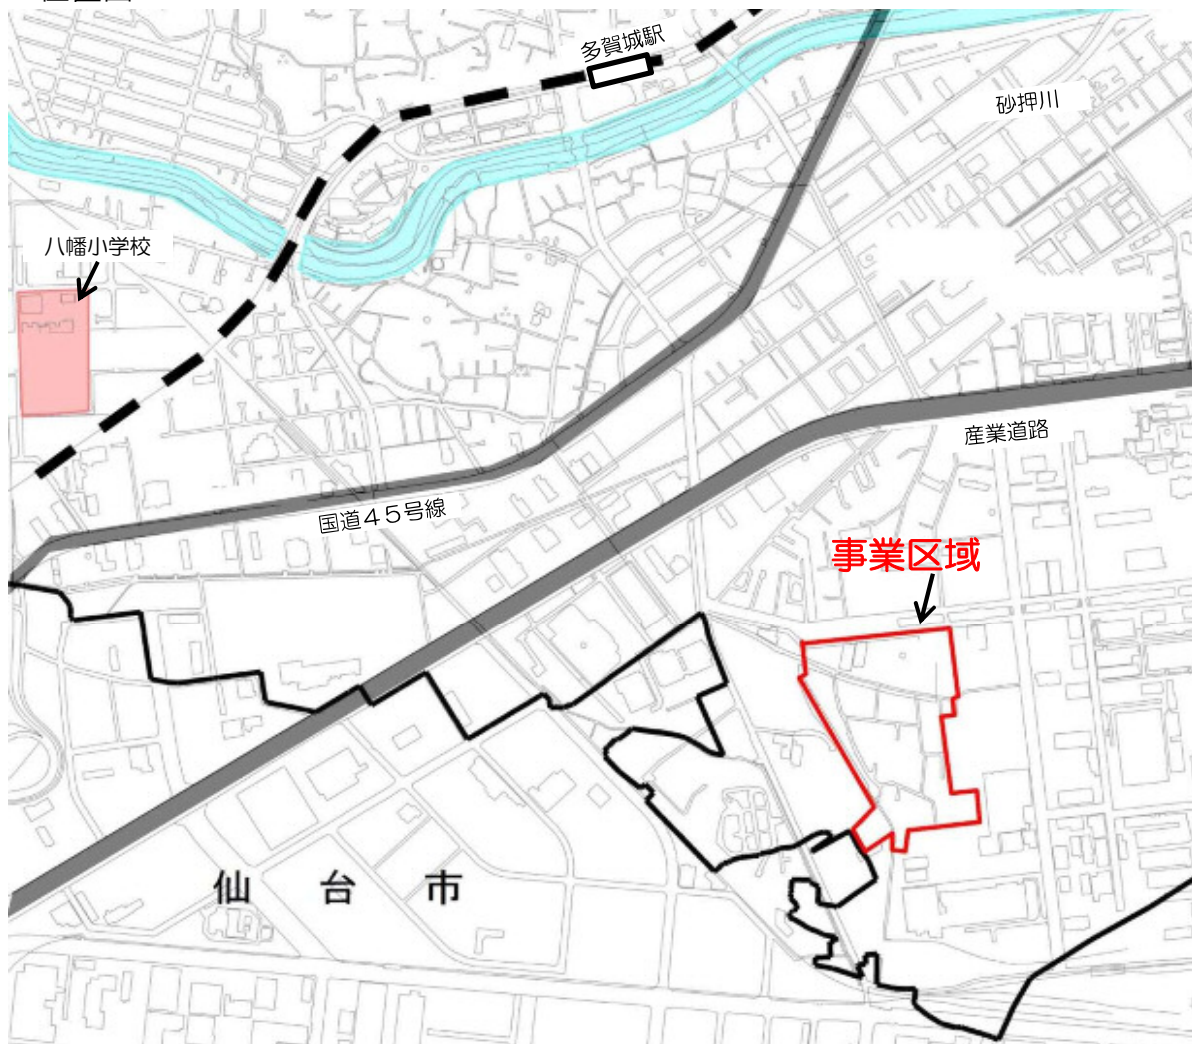 多賀城駅
砂押川
八幡小学校
産業道路
国道４５号線
事業区域
仙台市